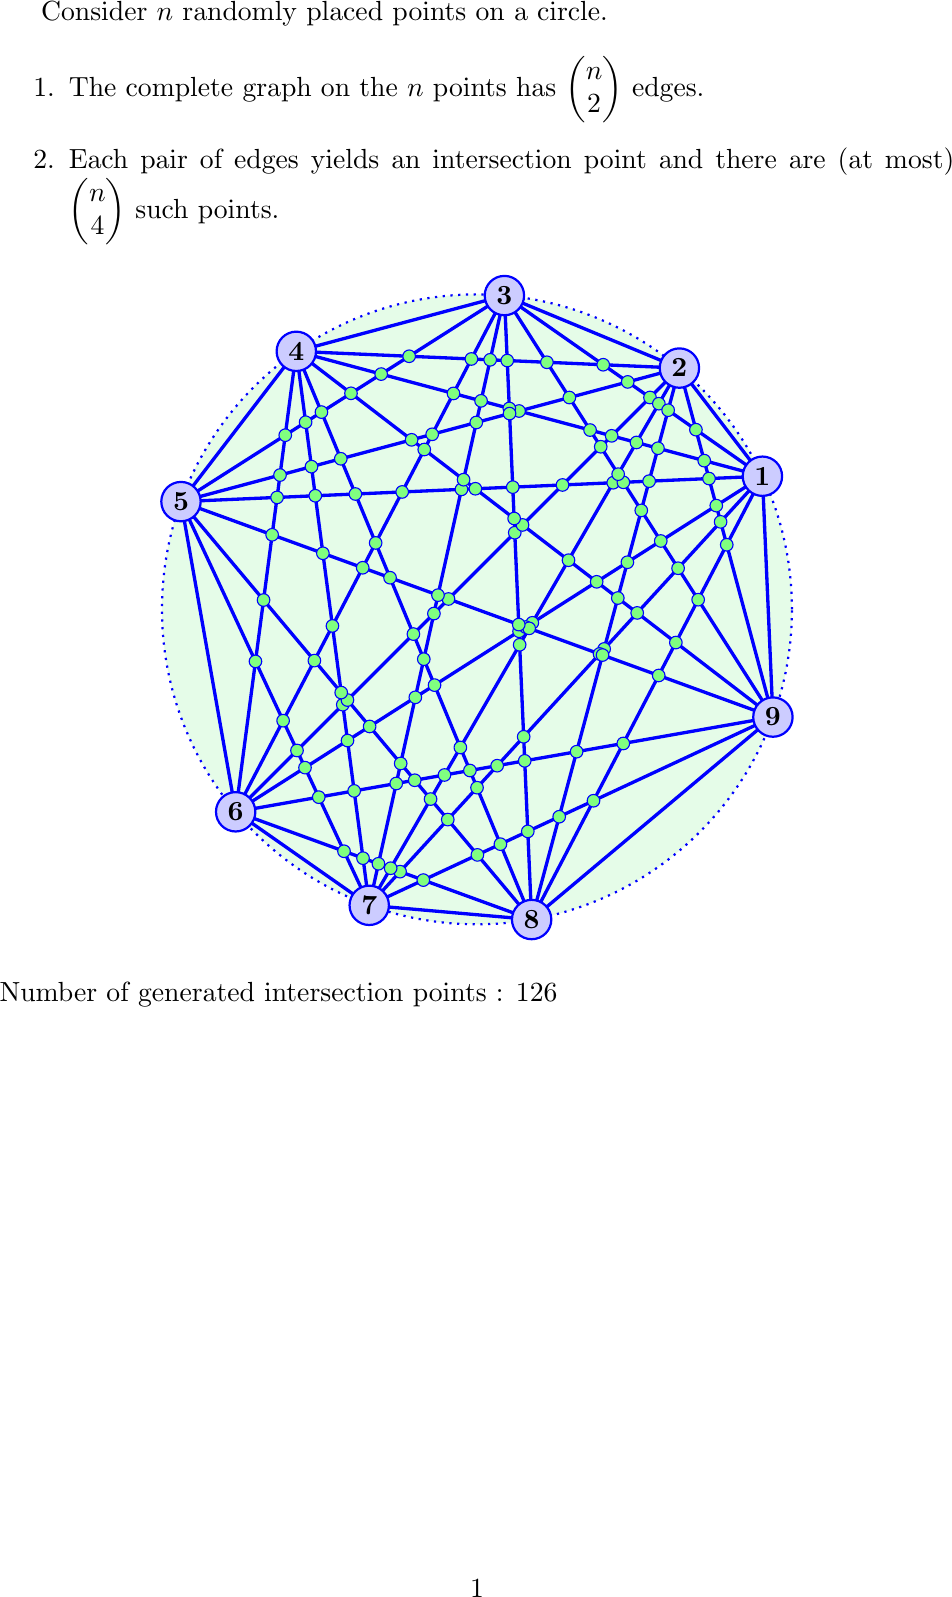 Consider n randomly placed points on a circle.
1. The complete graph on the n points has (n 2) edges.
2. Each pair of edges yields an intersection point and there are (at most)
(n 4) such points.
3
4
2
1
5
9
6
7
8
Number of generated intersection points : 126
1